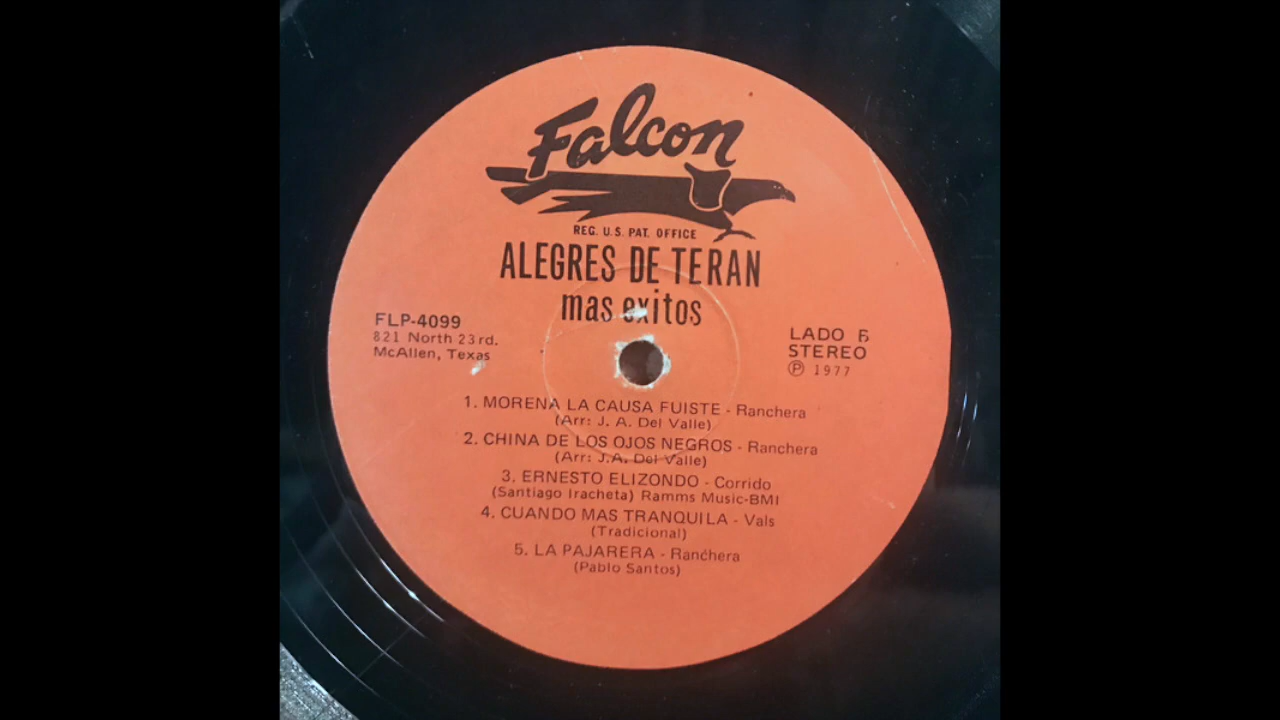 Falcon
REG. U.S. PAT. OFFICE
ALEGRES DE TERAN
mas exitos
FLP-4099
821 North 23rd.
McAllen, Texas
LADO B
STEREO
℗ 1977
1. MORENA LA CAUSA FUISTE - Ranchera
(Arr: J. A. Del Valle)
2. CHINA DE LOS OJOS NEGROS - Ranchera
(Arr: J.A. Del Valle)
3. ERNESTO ELIZONDO - Corrido
(Santiago Iracheta) Ramms Music-BMI
4. CUANDO MAS TRANQUILA - Vals
(Tradicional)
5. LA PAJARERA - Ranchera
(Pablo Santos)